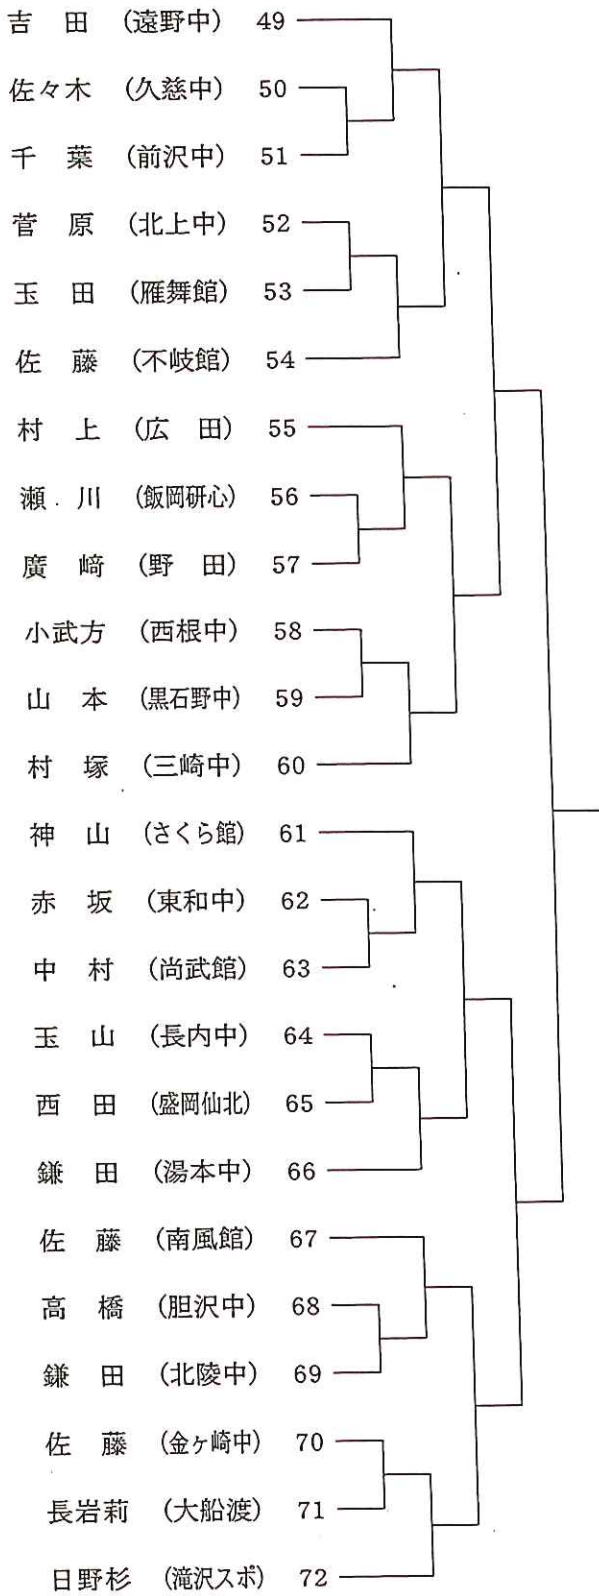 吉田 (遠野中) 49
佐々木 (久慈中) 50
千葉 (前沢中) 51
菅原 (北上中) 52
玉田 (雁舞館) 53
佐藤 (不岐館) 54
村上 (広田) 55
瀬川 (飯岡研心) 56
廣﨑 (野田) 57
小武方 (西根中) 58
山本 (黒石野中) 59
村塚 (三崎中) 60
神山 (さくら館) 61
赤坂 (東和中) 62
中村 (尚武館) 63
玉山 (長内中) 64
西田 (盛岡仙北) 65
鎌田 (湯本中) 66
佐藤 (南風館) 67
高橋 (胆沢中) 68
鎌田 (北陵中) 69
佐藤 (金ヶ崎中) 70
長岩莉 (大船渡) 71
日野杉 (滝沢スポ) 72